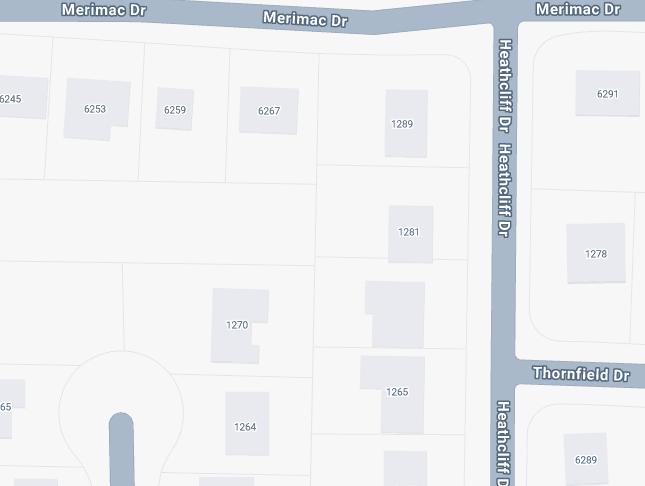 Merimac Dr
Merimac Dr
Merimac Dr
6245
6253
6259
6267
1289
6291
Heathcliff Dr
Heathcliff Dr
1281
1278
1270
1265
Thornfield Dr
65
1264
Heathcliff D
6289